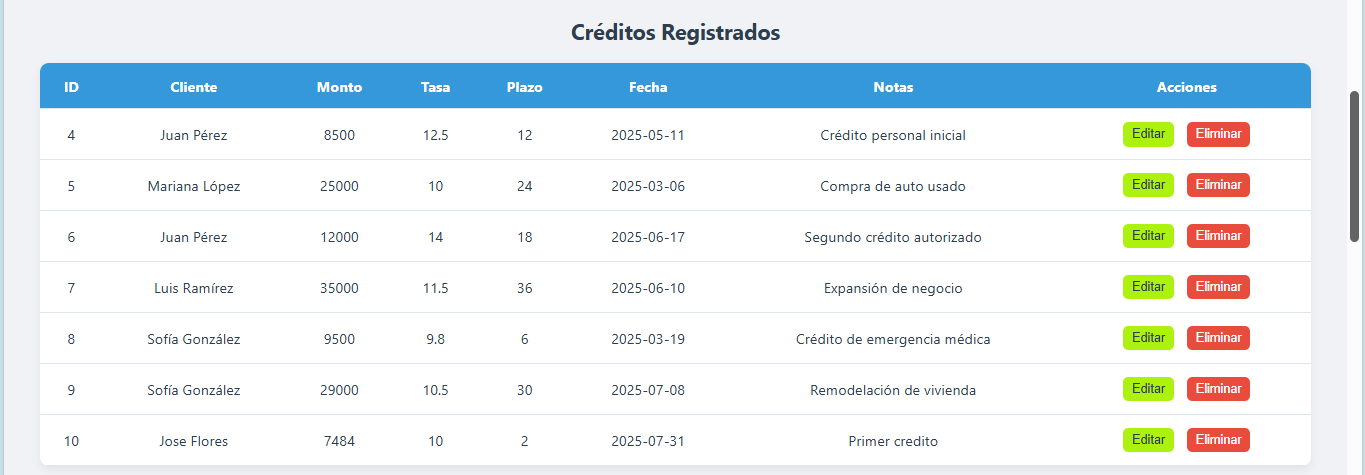 Créditos Registrados
ID Cliente Monto Tasa Plazo Fecha Notas Acciones
4 Juan Pérez 8500 12.5 12 2025-05-11 Crédito personal inicial Editar Eliminar
5 Mariana López 25000 10 24 2025-03-06 Compra de auto usado Editar Eliminar
6 Juan Pérez 12000 14 18 2025-06-17 Segundo crédito autorizado Editar Eliminar
7 Luis Ramírez 35000 11.5 36 2025-06-10 Expansión de negocio Editar Eliminar
8 Sofía González 9500 9.8 6 2025-03-19 Crédito de emergencia médica Editar Eliminar
9 Sofía González 29000 10.5 30 2025-07-08 Remodelación de vivienda Editar Eliminar
10 Jose Flores 7484 10 2 2025-07-31 Primer credito Editar Eliminar